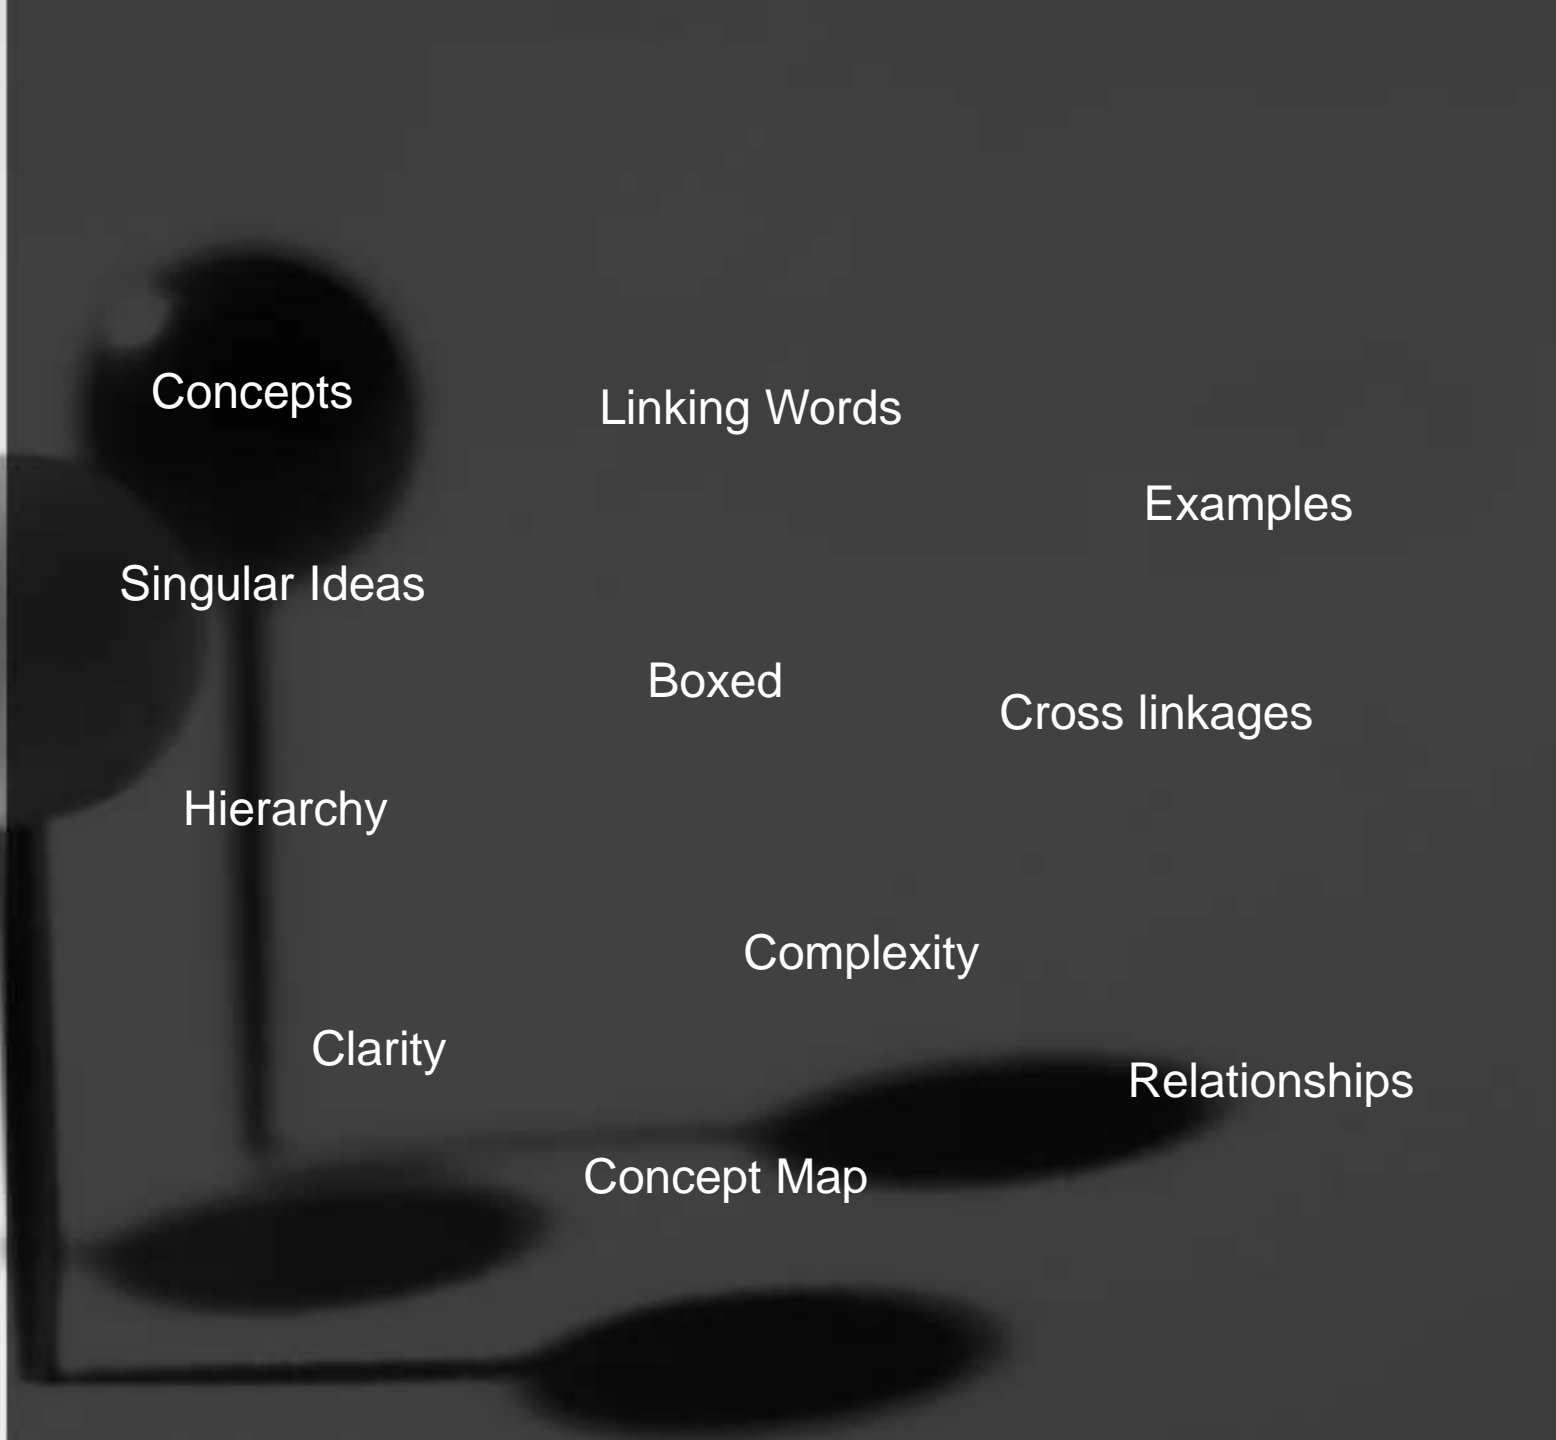 Concepts
Linking Words
Examples
Singular Ideas
Boxed
Cross linkages
Hierarchy
Complexity
Clarity
Relationships
Concept Map